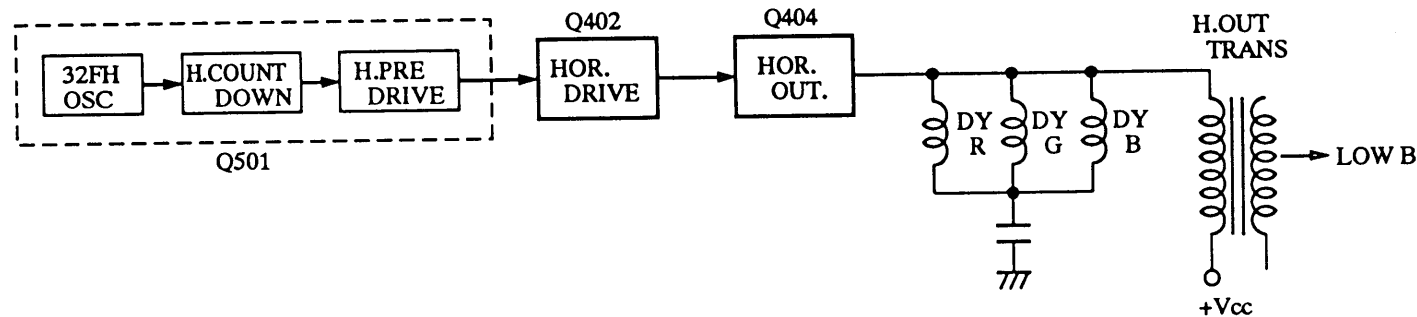 Q402
Q404
H.OUT
TRANS
32FH
OSC
H.COUNT
DOWN
H.PRE
DRIVE
HOR.
DRIVE
HOR.
OUT.
DY
R
DY
G
DY
B
LOW B
Q501
+Vcc